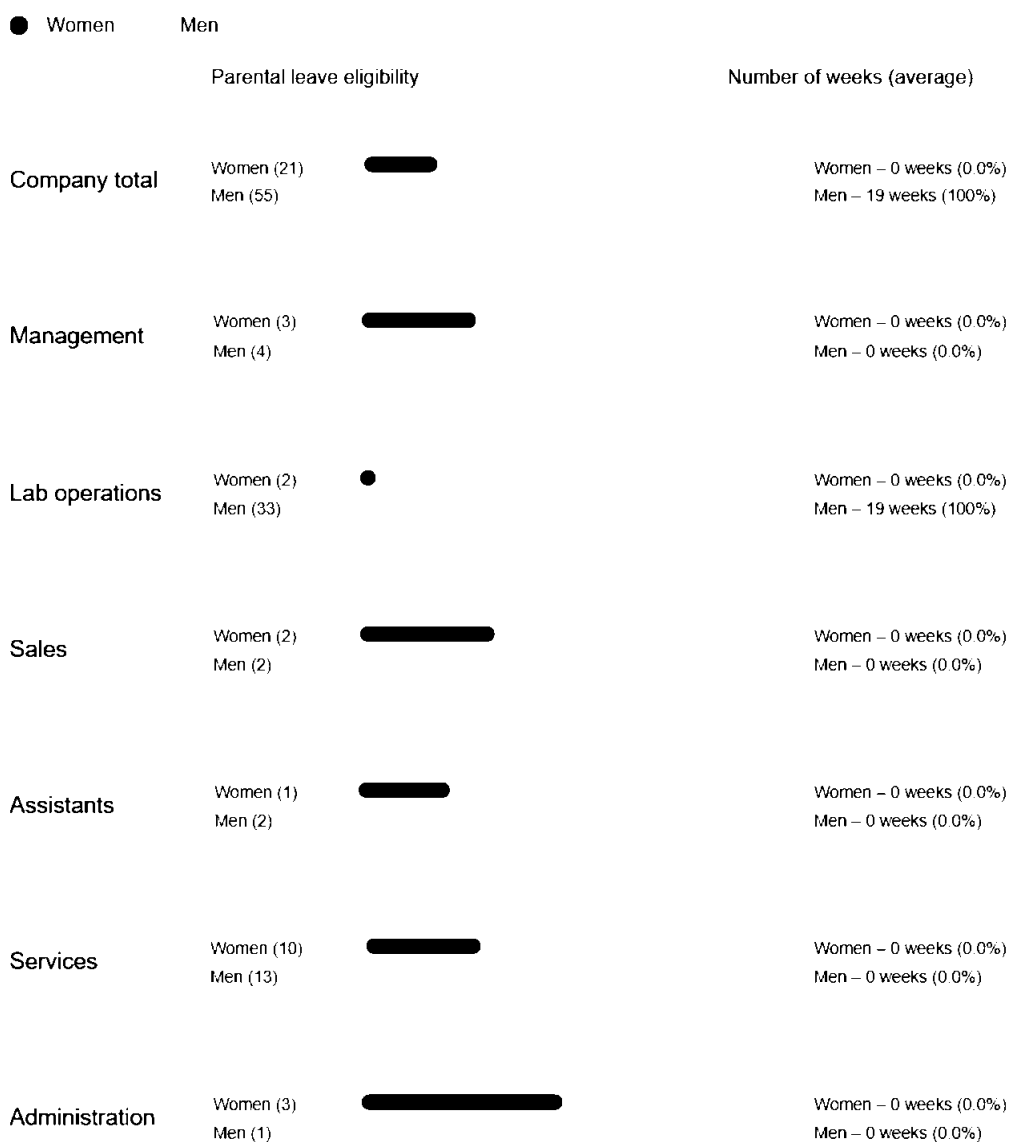 Women Men
Parental leave eligibility Number of weeks (average)
Company total
Women (21)
Men (55)
Women – 0 weeks (0.0%)
Men – 19 weeks (100%)
Management
Women (3)
Men (4)
Women – 0 weeks (0.0%)
Men – 0 weeks (0.0%)
Lab operations
Women (2)
Men (33)
Women – 0 weeks (0.0%)
Men – 19 weeks (100%)
Sales
Women (2)
Men (2)
Women – 0 weeks (0.0%)
Men – 0 weeks (0.0%)
Assistants
Women (1)
Men (2)
Women – 0 weeks (0.0%)
Men – 0 weeks (0.0%)
Services
Women (10)
Men (13)
Women – 0 weeks (0.0%)
Men – 0 weeks (0.0%)
Administration
Women (3)
Men (1)
Women – 0 weeks (0.0%)
Men – 0 weeks (0.0%)